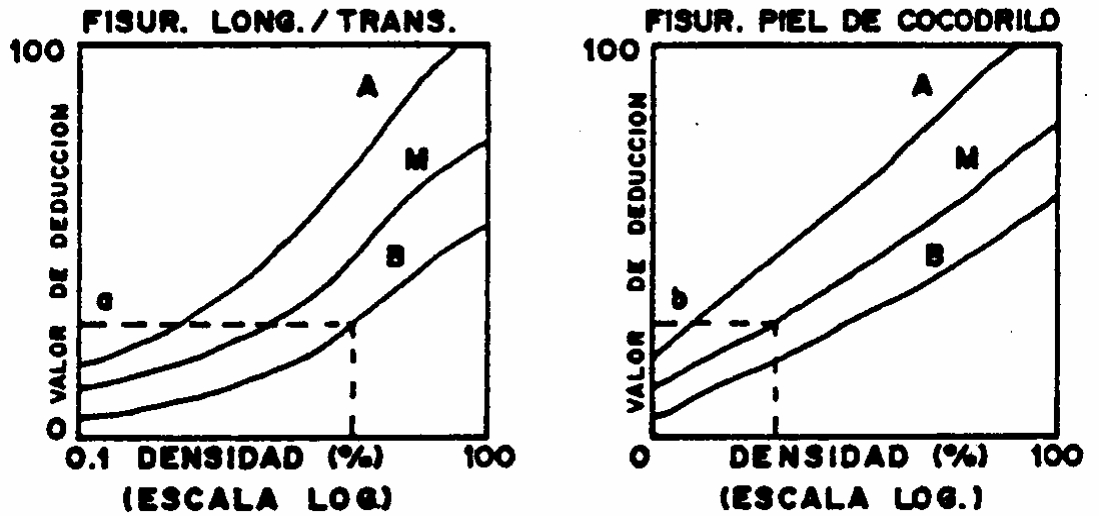 FISUR. LONG./TRANS.
100
VALOR DE DEDUCCION
A
M
B
a
0
0.1 DENSIDAD (%) 100
(ESCALA LOG.)
FISUR. PIEL DE COCODRILO
100
VALOR DE DEDUCCION
A
M
B
b
0 DENSIDAD (%) 100
(ESCALA LOG.)